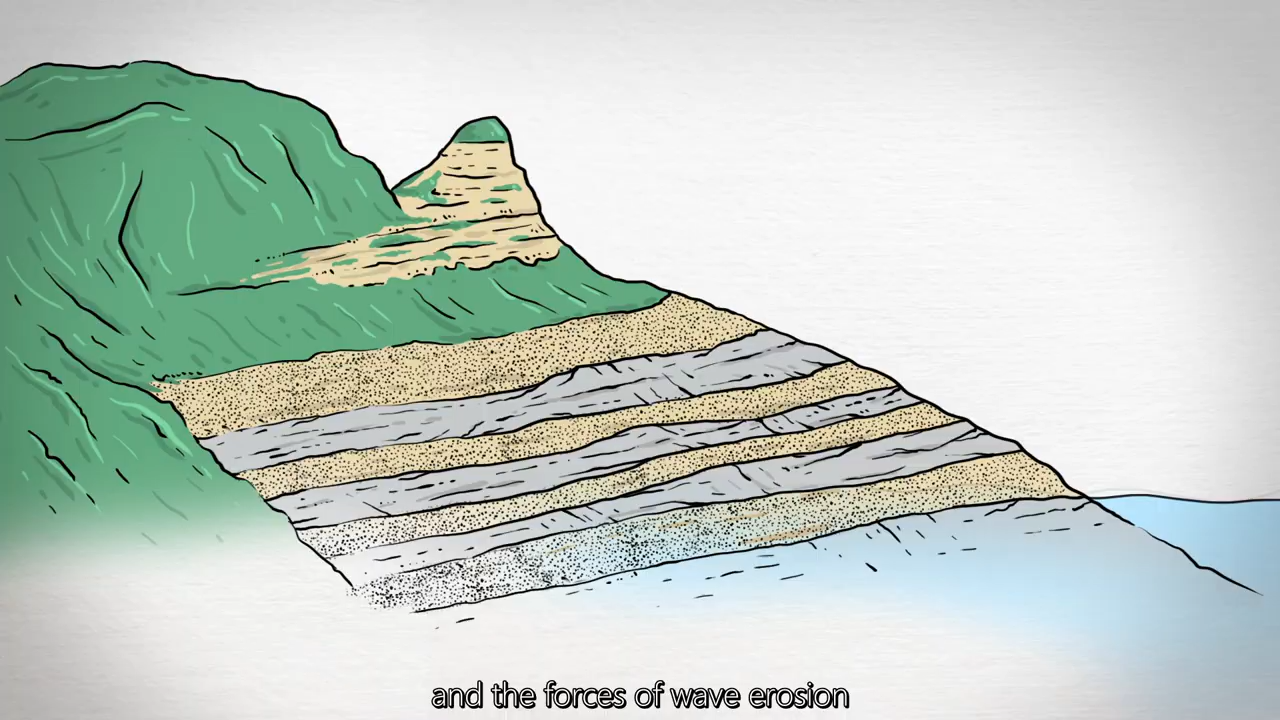 and the forces of wave erosion